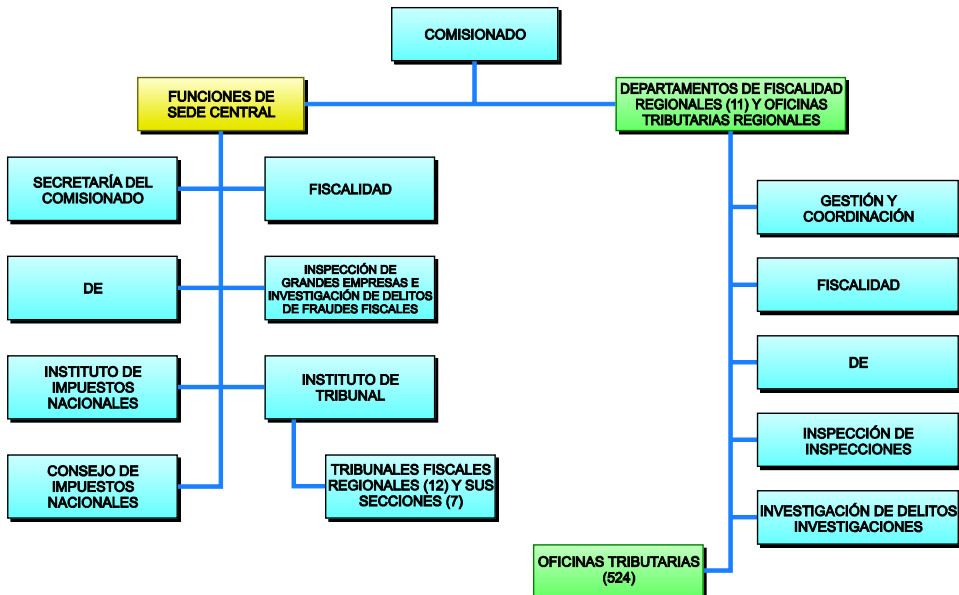 COMISIONADO
FUNCIONES DE
SEDE CENTRAL
DEPARTAMENTOS DE FISCALIDAD
REGIONALES (11) Y OFICINAS
TRIBUTARIAS REGIONALES
SECRETARÍA DEL
COMISIONADO
FISCALIDAD
DE
INSPECCIÓN DE
GRANDES EMPRESAS E
INVESTIGACIÓN DE DELITOS
DE FRAUDES FISCALES
INSTITUTO DE
IMPUESTOS
NACIONALES
INSTITUTO DE
TRIBUNAL
CONSEJO DE
IMPUESTOS
NACIONALES
TRIBUNALES FISCALES
REGIONALES (12) Y SUS
SECCIONES (7)
GESTIÓN Y
COORDINACIÓN
FISCALIDAD
DE
INSPECCIÓN DE
INSPECCIONES
INVESTIGACIÓN DE DELITOS
INVESTIGACIONES
OFICINAS TRIBUTARIAS
(524)